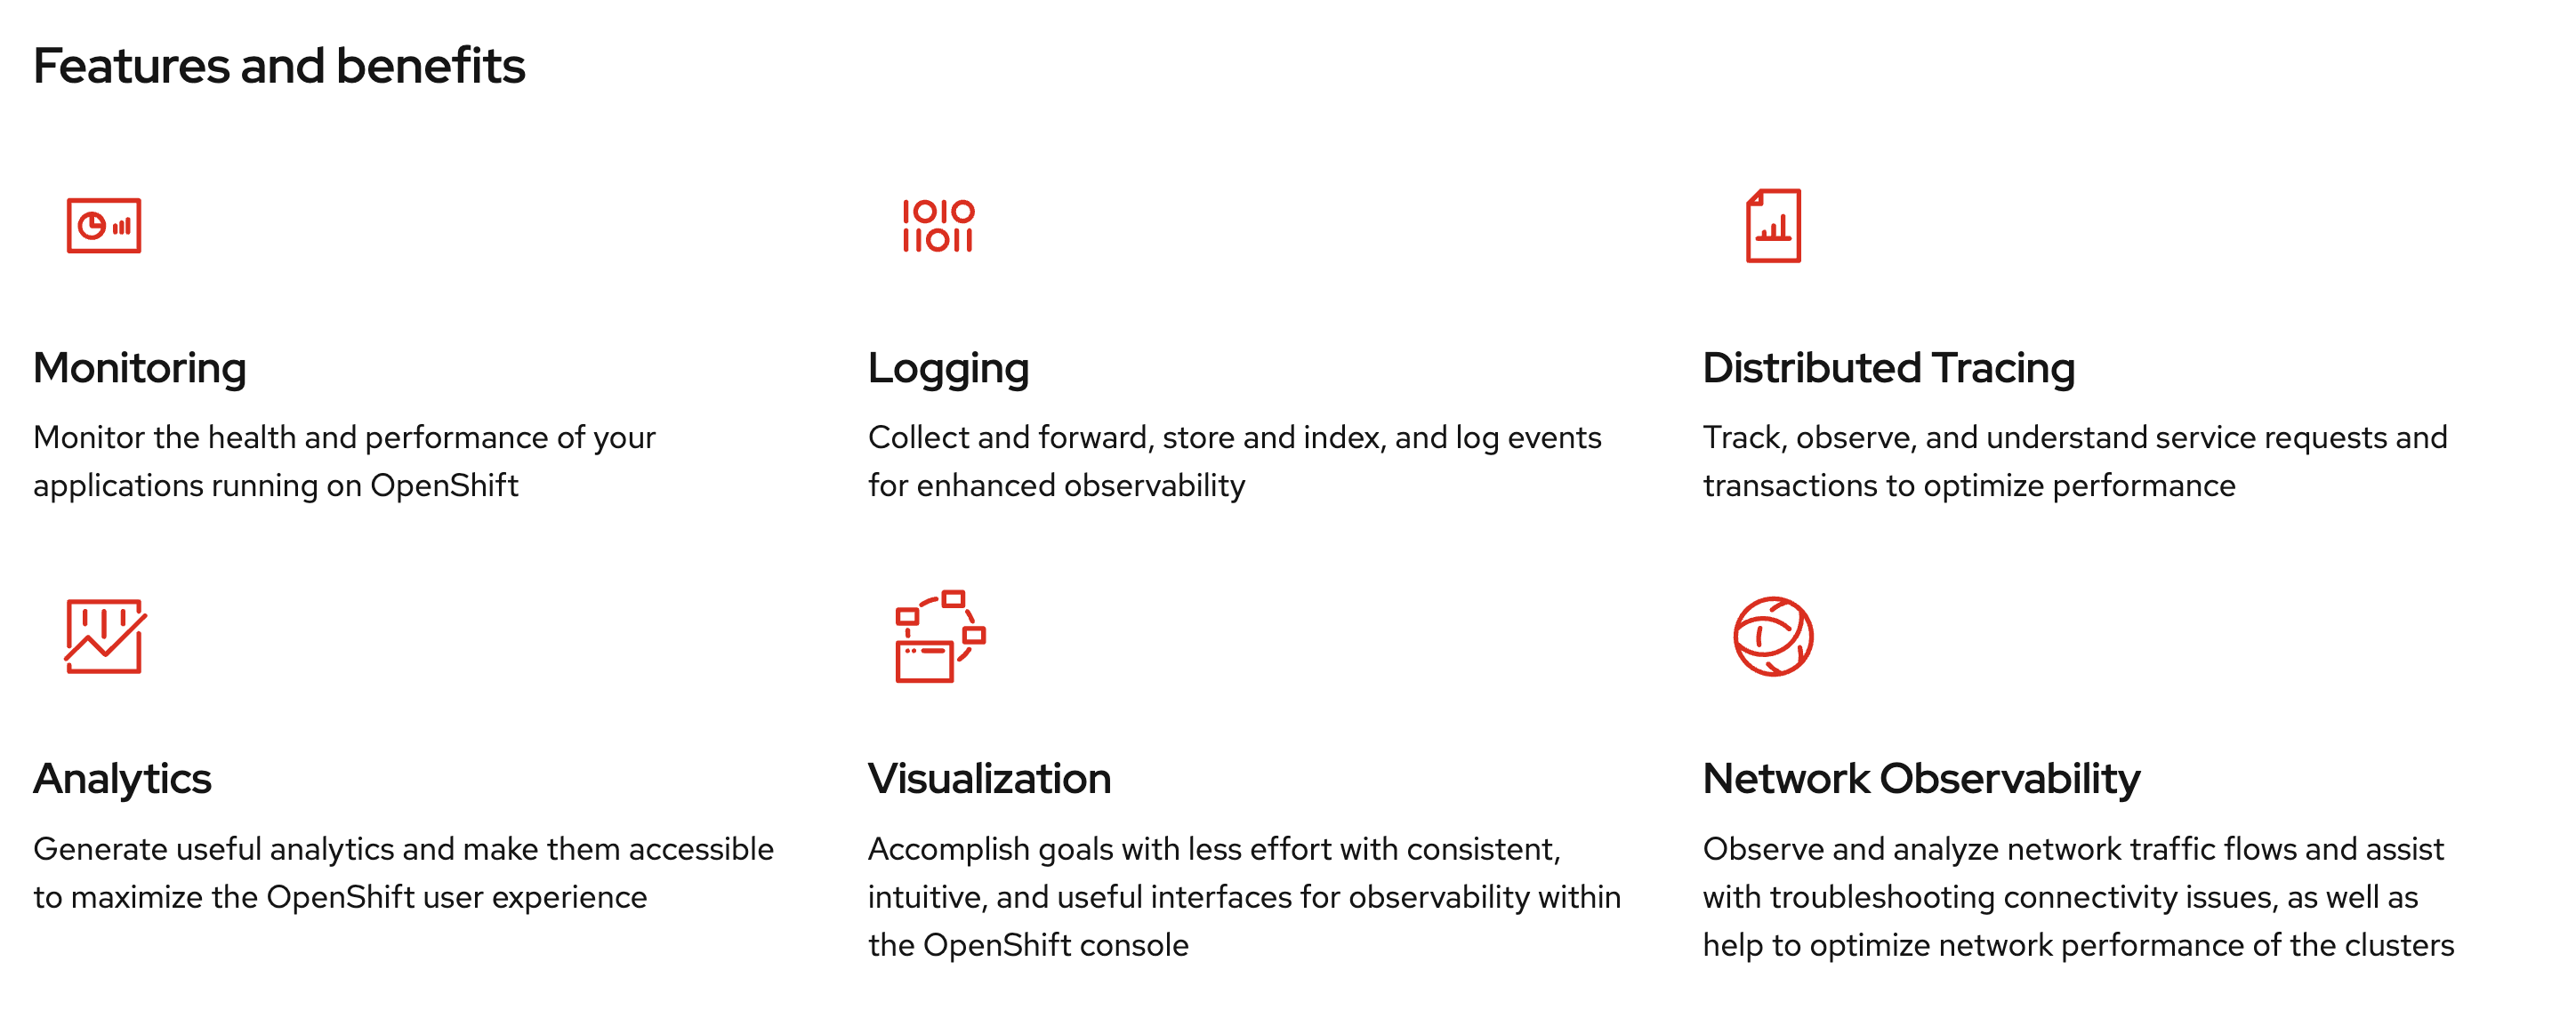 Features and benefits
1010
11011
Monitoring
Monitor the health and performance of your
applications running on OpenShift
Logging
Collect and forward, store and index, and log events
for enhanced observability
Distributed Tracing
Track, observe, and understand service requests and
transactions to optimize performance
Analytics
Generate useful analytics and make them accessible
to maximize the OpenShift user experience
Visualization
Accomplish goals with less effort with consistent,
intuitive, and useful interfaces for observability within
the OpenShift console
Network Observability
Observe and analyze network traffic flows and assist
with troubleshooting connectivity issues, as well as
help to optimize network performance of the clusters